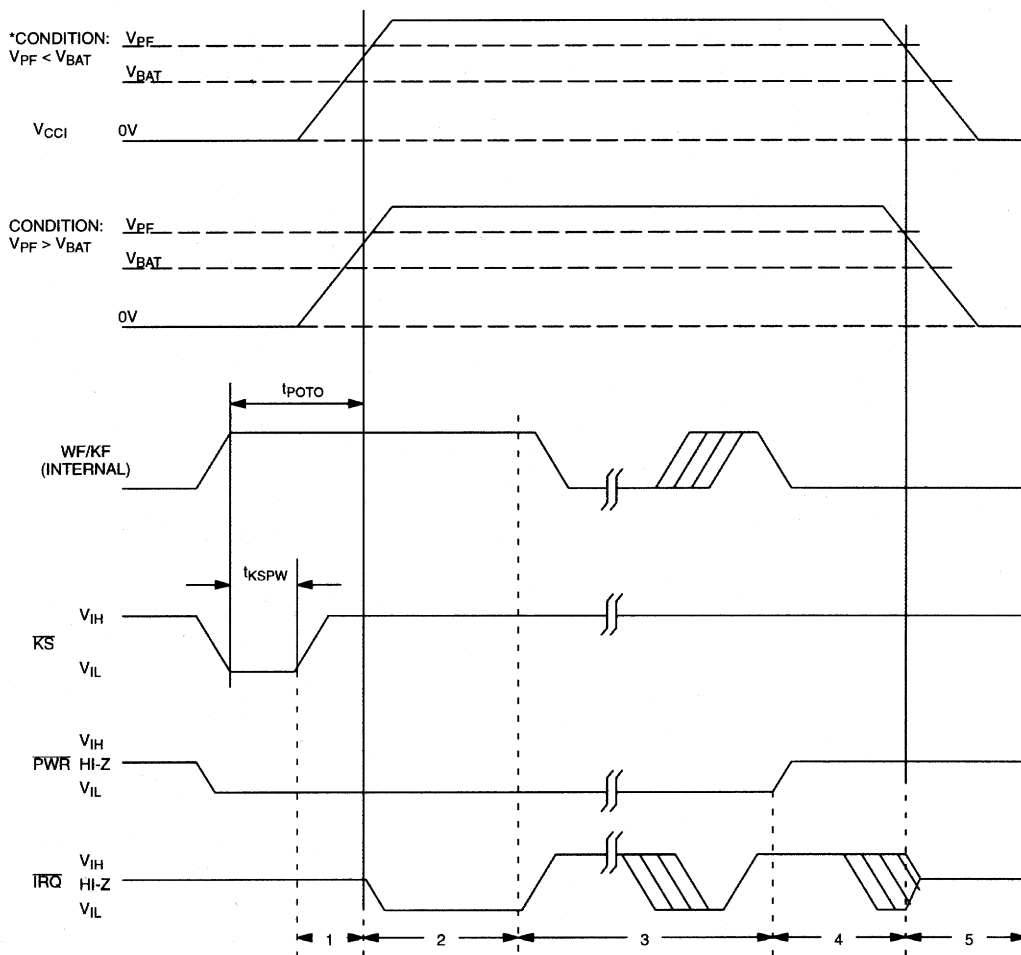 *CONDITION: VPF
VPF < VBAT
VBAT
VCCI 0V
CONDITION: VPF
VPF > VBAT
VBAT
0V
tPOTO
WF/KF
(INTERNAL)
tKSPW
VIH
KS
VIL
VIH
PWR HI-Z
VIL
VIH
IRQ HI-Z
VIL
1 2 3 4 5